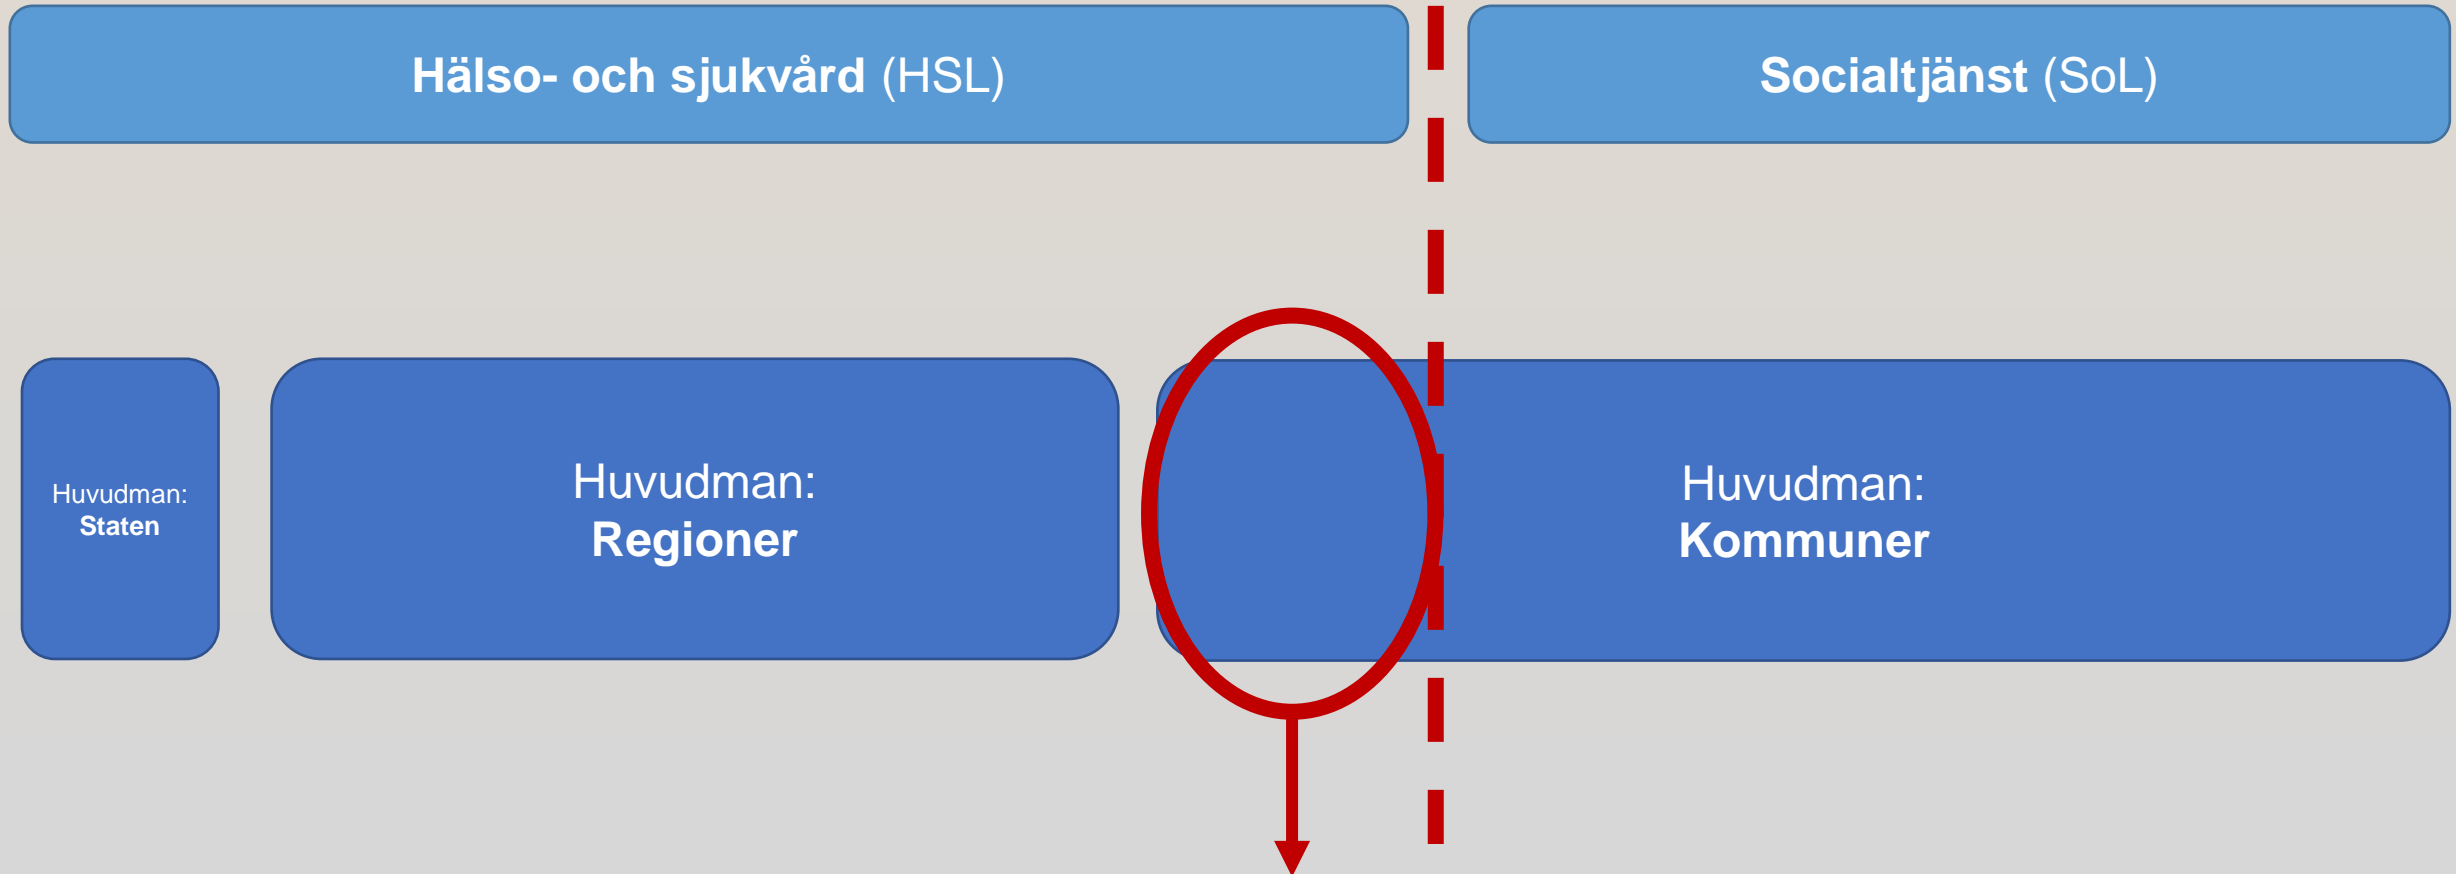 Hälso- och sjukvård (HSL)
Socialtjänst (SoL)
Huvudman:
Staten
Huvudman:
Regioner
Huvudman:
Kommuner